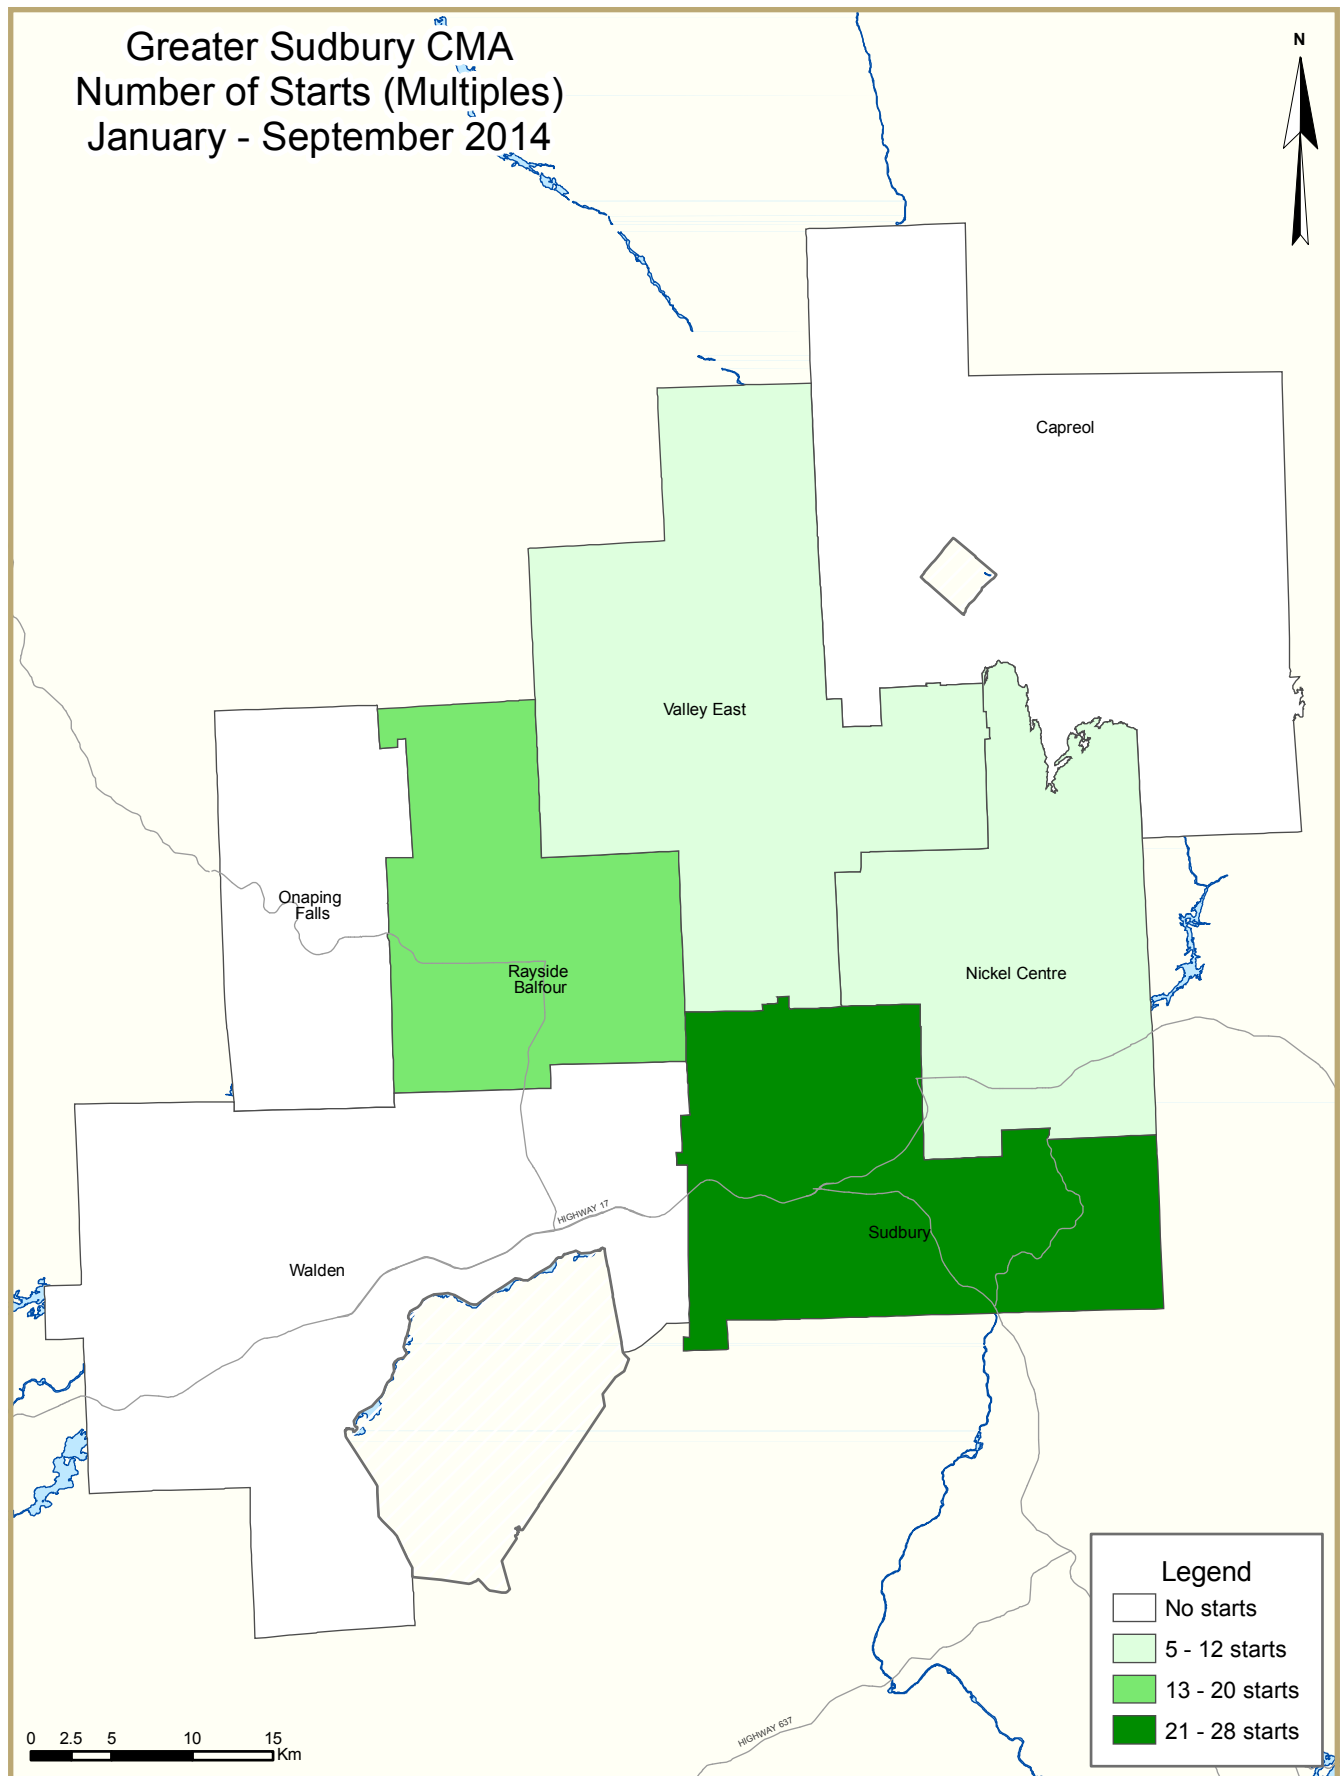 Greater Sudbury CMA
Number of Starts (Multiples)
January - September 2014
N
Capreol
Valley East
Onaping
Falls
Rayside
Balfour
Nickel Centre
HIGHWAY 17
Sudbury
Walden
Legend
No starts
5 - 12 starts
13 - 20 starts
21 - 28 starts
HIGHWAY 637
0 2.5 5 10 15
Km